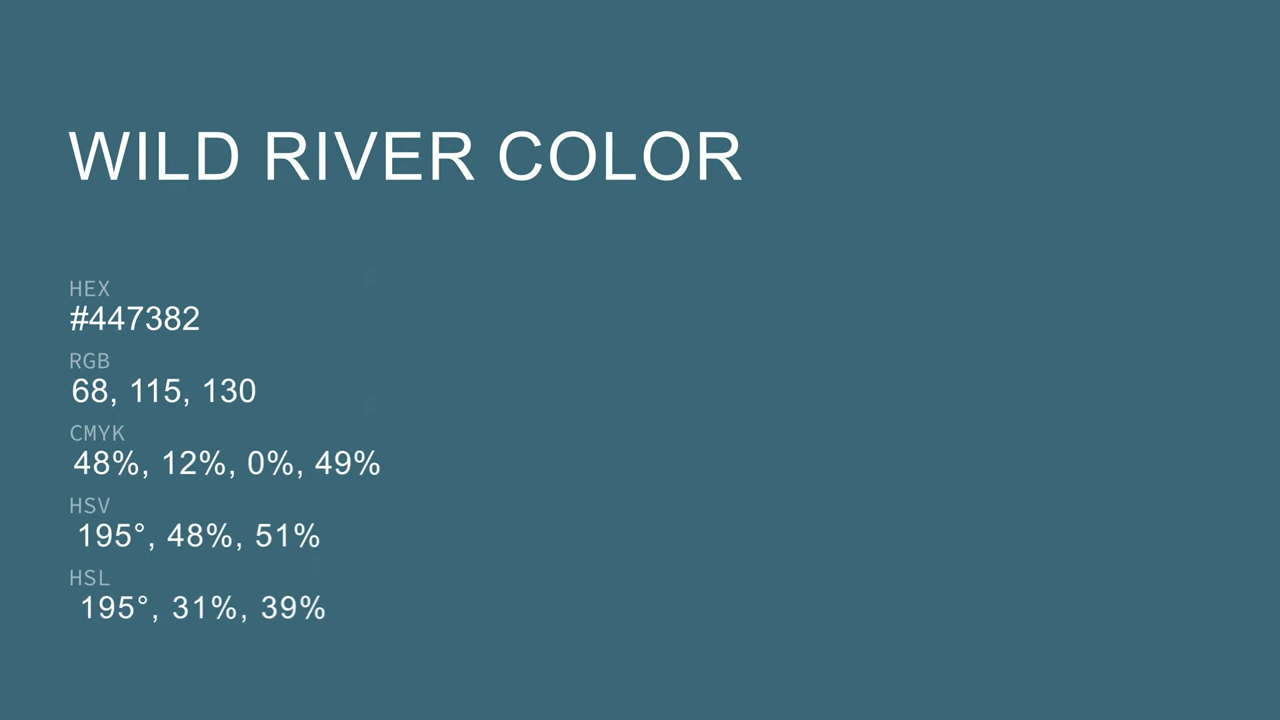 WILD RIVER COLOR
HEX
#447382
RGB
68, 115, 130
CMYK
48%, 12%, 0%, 49%
HSV
195°, 48%, 51%
HSL
195°, 31%, 39%